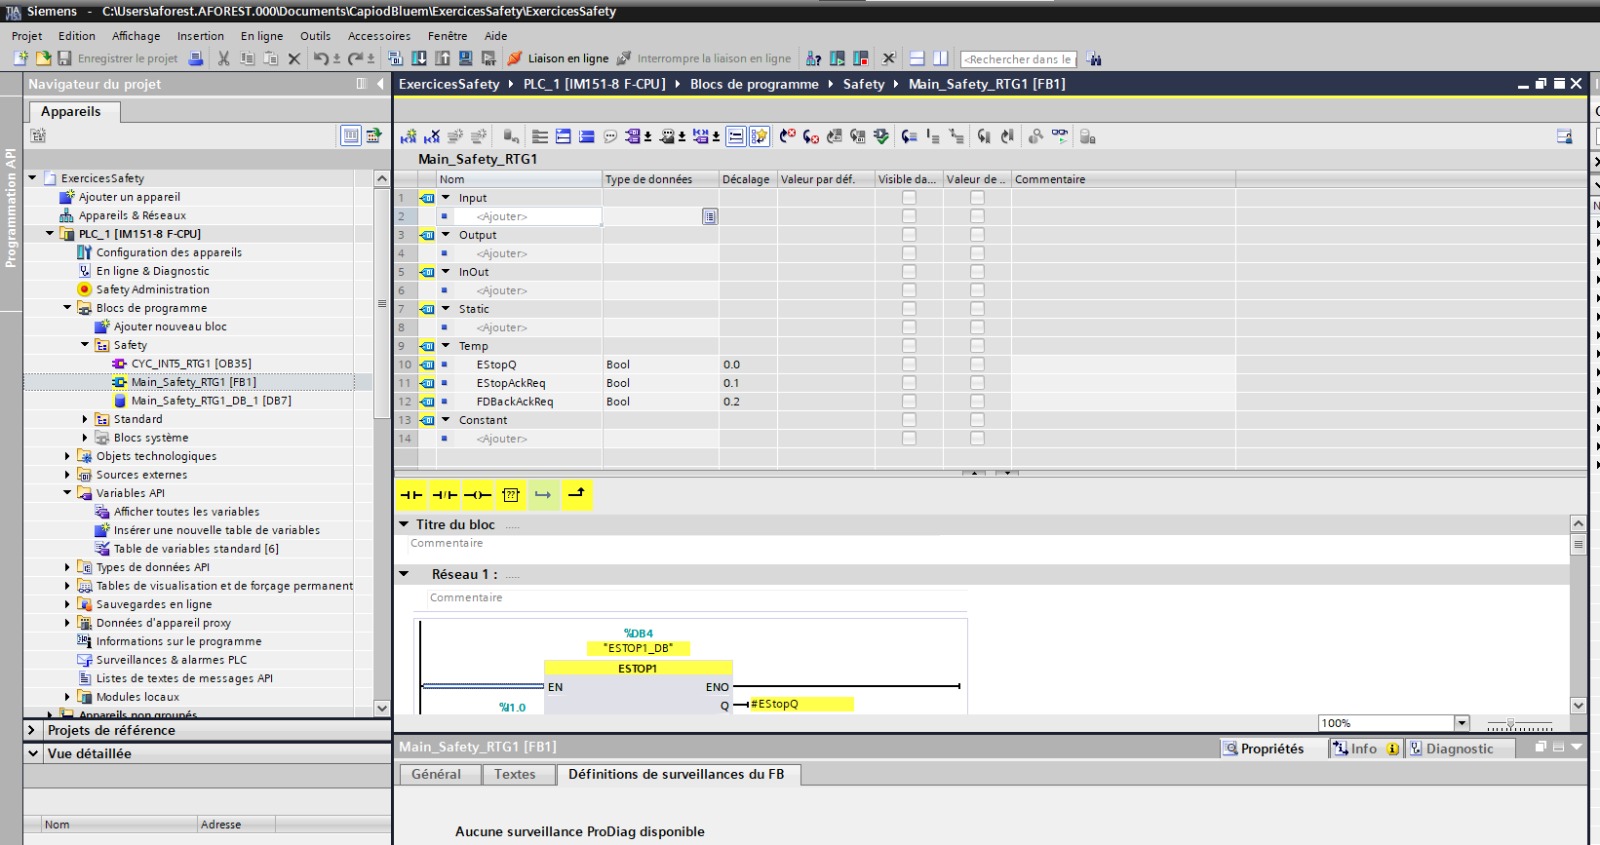 Siemens - C:\Users\aforest.AFOREST.000\Documents\CapiodBluem\ExercicesSafety\ExercicesSafety
Projet Edition Affichage Insertion En ligne Outils Accessoires Fenêtre Aide
Enregistrer le projet Liaison en ligne Interrompre la liaison en ligne <Rechercher dans le p
Navigateur du projet
Appareils
Programmation API
ExercicesSafety
Ajouter un appareil
Appareils & Réseaux
PLC_1 [IM151-8 F-CPU]
Configuration des appareils
En ligne & Diagnostic
Safety Administration
Blocs de programme
Ajouter nouveau bloc
Safety
CYC_INT5_RTG1 [OB35]
Main_Safety_RTG1 [FB1]
Main_Safety_RTG1_DB_1 [DB7]
Standard
Blocs système
Objets technologiques
Sources externes
Variables API
Afficher toutes les variables
Insérer une nouvelle table de variables
Table de variables standard [6]
Types de données API
Tables de visualisation et de forçage permanent
Sauvegardes en ligne
Données d'appareil proxy
Informations sur le programme
Surveillances & alarmes PLC
Listes de textes de messages API
Modules locaux
Appareils non groupés
Projets de référence
Vue détaillée
Nom Adresse
ExercicesSafety PLC_1 [IM151-8 F-CPU] Blocs de programme Safety Main_Safety_RTG1 [FB1]
Main_Safety_RTG1
Nom Type de données Décalage Valeur par déf. Visible da... Valeur de .. Commentaire
1 Input
2 <Ajouter>
3 Output
4 <Ajouter>
5 InOut
6 <Ajouter>
7 Static
8 <Ajouter>
9 Temp
10 EStopQ Bool 0.0
11 EStopAckReq Bool 0.1
12 FDBackAckReq Bool 0.2
13 Constant
14 <Ajouter>
Titre du bloc .....
Commentaire
Réseau 1 : .....
Commentaire
%DB4
"ESTOP1_DB"
ESTOP1
EN ENO
%I1.0 Q #EStopQ
100%
Main_Safety_RTG1 [FB1] Propriétés Info Diagnostic
Général Textes Définitions de surveillances du FB
Aucune surveillance ProDiag disponible